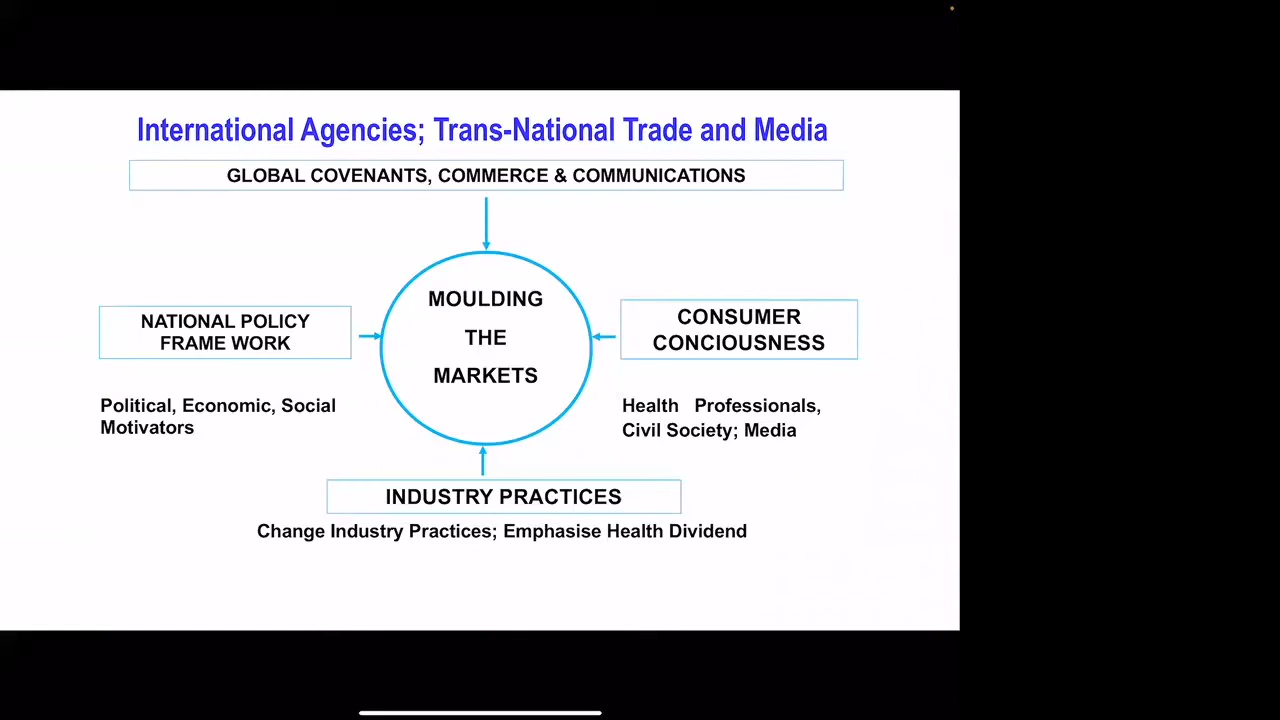 International Agencies; Trans-National Trade and Media
GLOBAL COVENANTS, COMMERCE & COMMUNICATIONS
MOULDING
THE
MARKETS
NATIONAL POLICY
FRAME WORK
Political, Economic, Social
Motivators
CONSUMER
CONCIOUSNESS
Health Professionals,
Civil Society; Media
INDUSTRY PRACTICES
Change Industry Practices; Emphasise Health Dividend